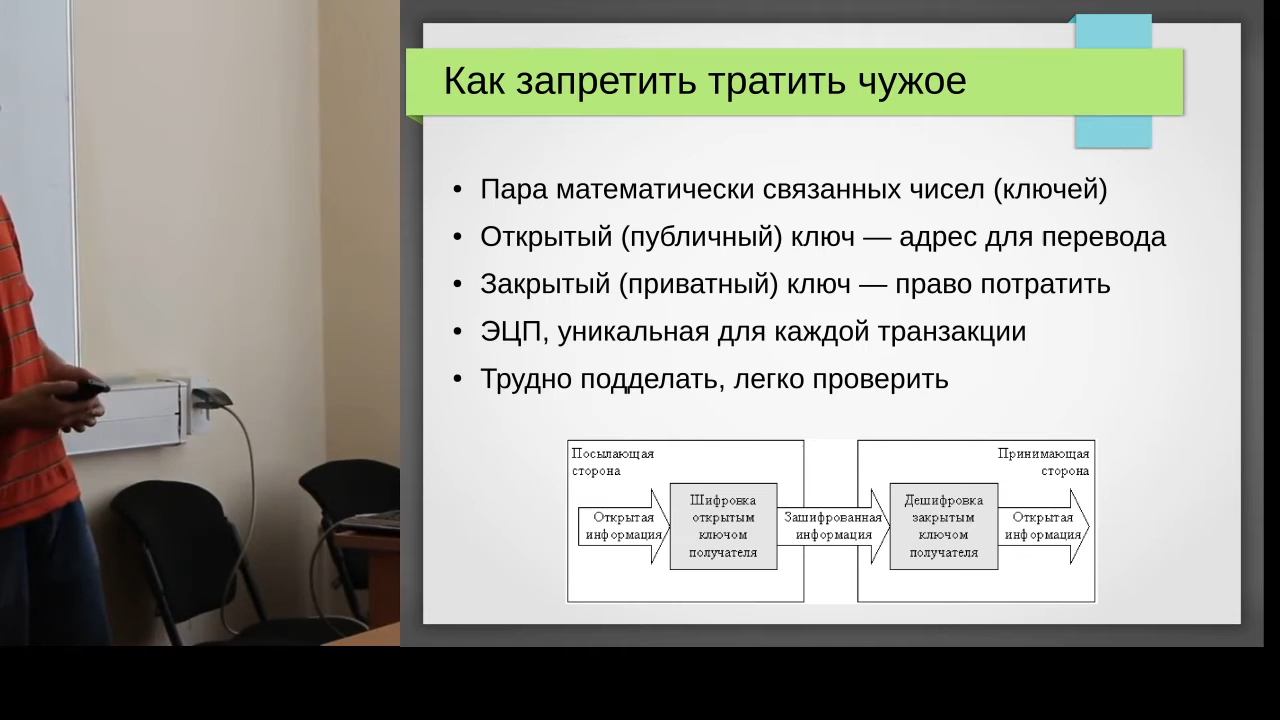 Как запретить тратить чужое
• Пара математически связанных чисел (ключей)
• Открытый (публичный) ключ — адрес для перевода
• Закрытый (приватный) ключ — право потратить
• ЭЦП, уникальная для каждой транзакции
• Трудно подделать, легко проверить
Посылающая
сторона
Открытая
информация
Шифровка
открытым
ключом
получателя
Зашифрованная
информация
Принимающая
сторона
Дешифровка
закрытым
ключом
получателя
Открытая
информация